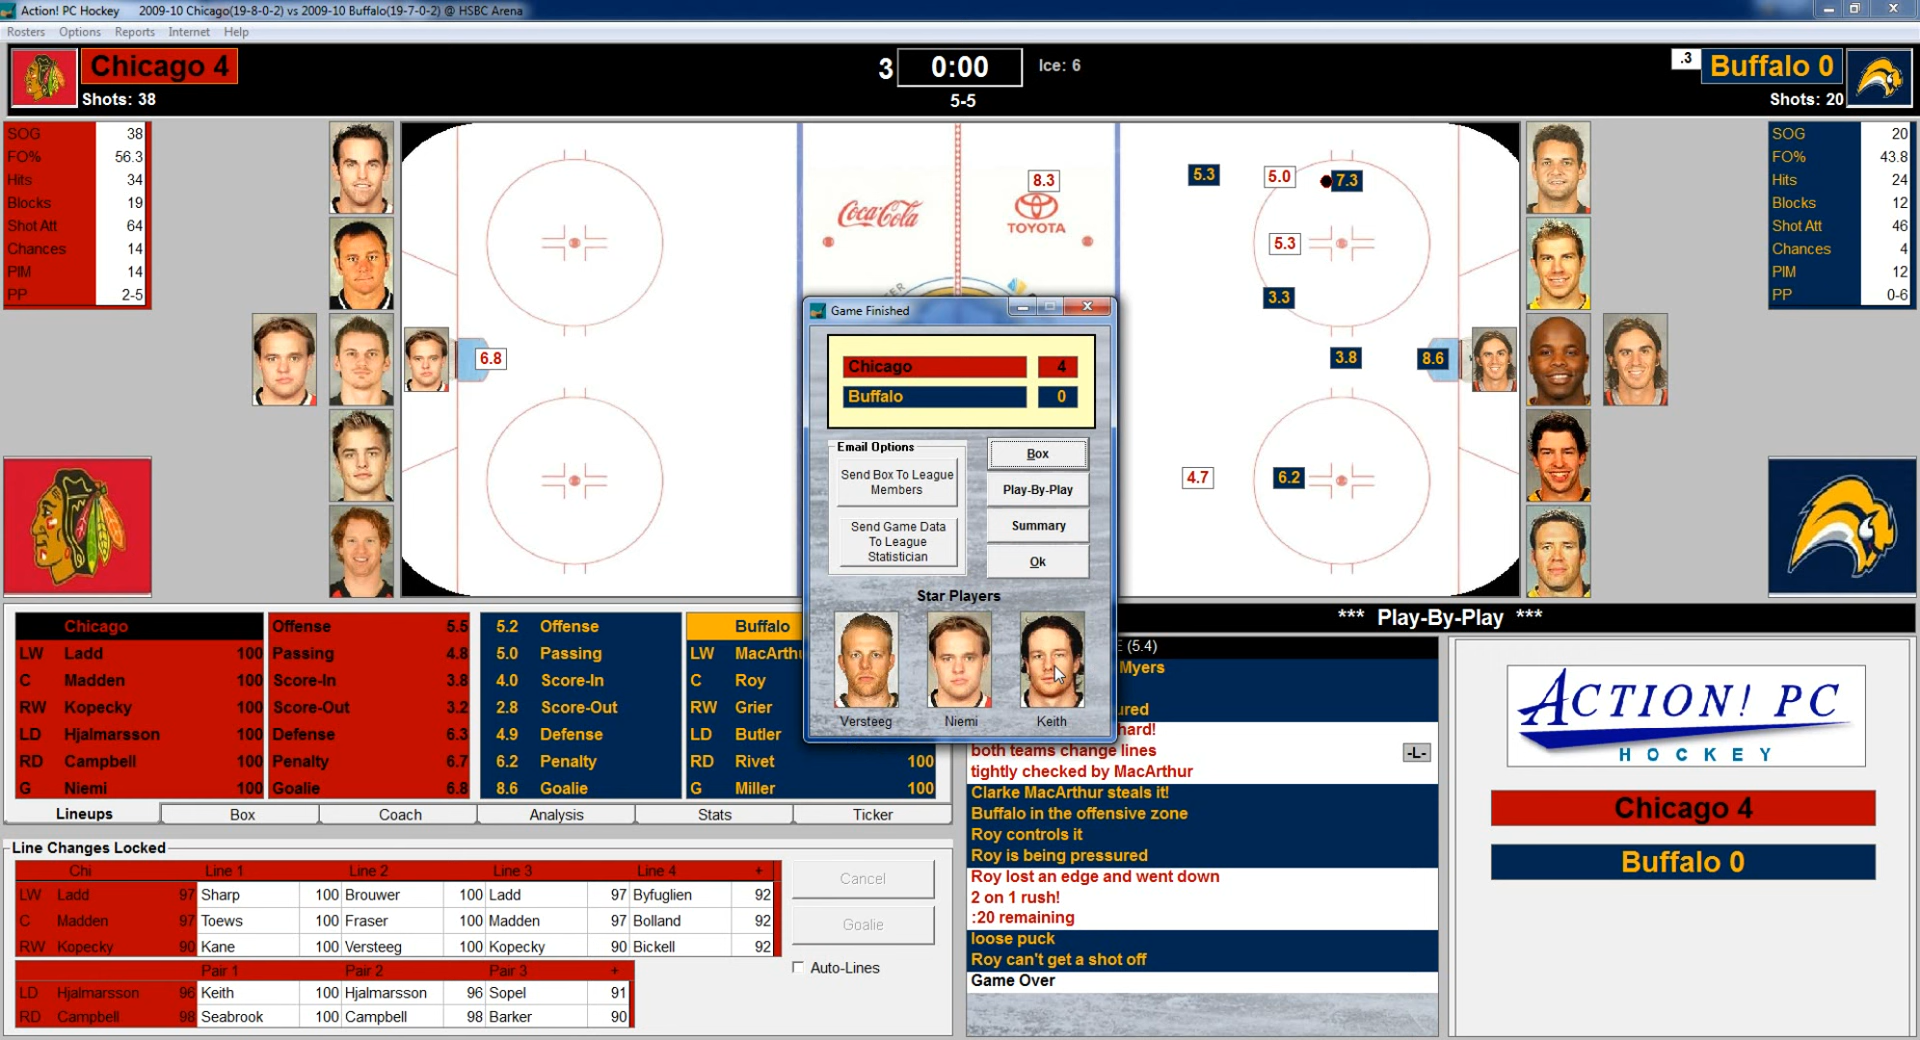 Action! PC Hockey 2009-10 Chicago(19-8-0-2) vs 2009-10 Buffalo(19-7-0-2) @ HSBC Arena
Rosters Options Reports Internet Help
Chicago 4
Shots: 38
3 0:00 Ice: 6
5-5
.3 Buffalo 0
Shots: 20
SOG 38
FO% 56.3
Hits 34
Blocks 19
Shot Att 64
Chances 14
PIM 14
PP 2-5
SOG 20
FO% 43.8
Hits 24
Blocks 12
Shot Att 46
Chances 4
PIM 12
PP 0-6
Coca-Cola
TOYOTA
8.3
5.3
5.0
7.3
5.3
3.3
6.8
3.8
8.6
4.7
6.2
Game Finished
Chicago 4
Buffalo 0
Email Options
Send Box To League
Members
Send Game Data
To League
Statistician
Box
Play-By-Play
Summary
Ok
Star Players
Versteeg Niemi Keith
Chicago
LW Ladd 100
C Madden 100
RW Kopecky 100
LD Hjalmarsson 100
RD Campbell 100
G Niemi 100
Offense 5.5
Passing 4.8
Score-In 3.8
Score-Out 3.2
Defense 6.3
Penalty 6.7
Goalie 6.8
5.2 Offense
5.0 Passing
4.0 Score-In
2.8 Score-Out
4.9 Defense
6.2 Penalty
8.6 Goalie
Buffalo
LW MacArthu
C Roy
RW Grier
LD Butler
RD Rivet 100
G Miller 100
Lineups Box Coach Analysis Stats Ticker
Line Changes Locked
Chi Line 1 Line 2 Line 3 Line 4 +
LW Ladd 97 Sharp 100 Brouwer 100 Ladd 97 Byfuglien 92
C Madden 97 Toews 100 Fraser 100 Madden 97 Bolland 92
RW Kopecky 90 Kane 100 Versteeg 100 Kopecky 90 Bickell 92
Pair 1 Pair 2 Pair 3 +
LD Hjalmarsson 96 Keith 100 Hjalmarsson 96 Sopel 91
RD Campbell 98 Seabrook 100 Campbell 98 Barker 90
Cancel
Goalie
Auto-Lines
*** Play-By-Play ***
E (5.4)
Myers
ured
hard!
both teams change lines
-L-
tightly checked by MacArthur
Clarke MacArthur steals it!
Buffalo in the offensive zone
Roy controls it
Roy is being pressured
Roy lost an edge and went down
2 on 1 rush!
:20 remaining
loose puck
Roy can't get a shot off
Game Over
ACTION! PC
HOCKEY
Chicago 4
Buffalo 0